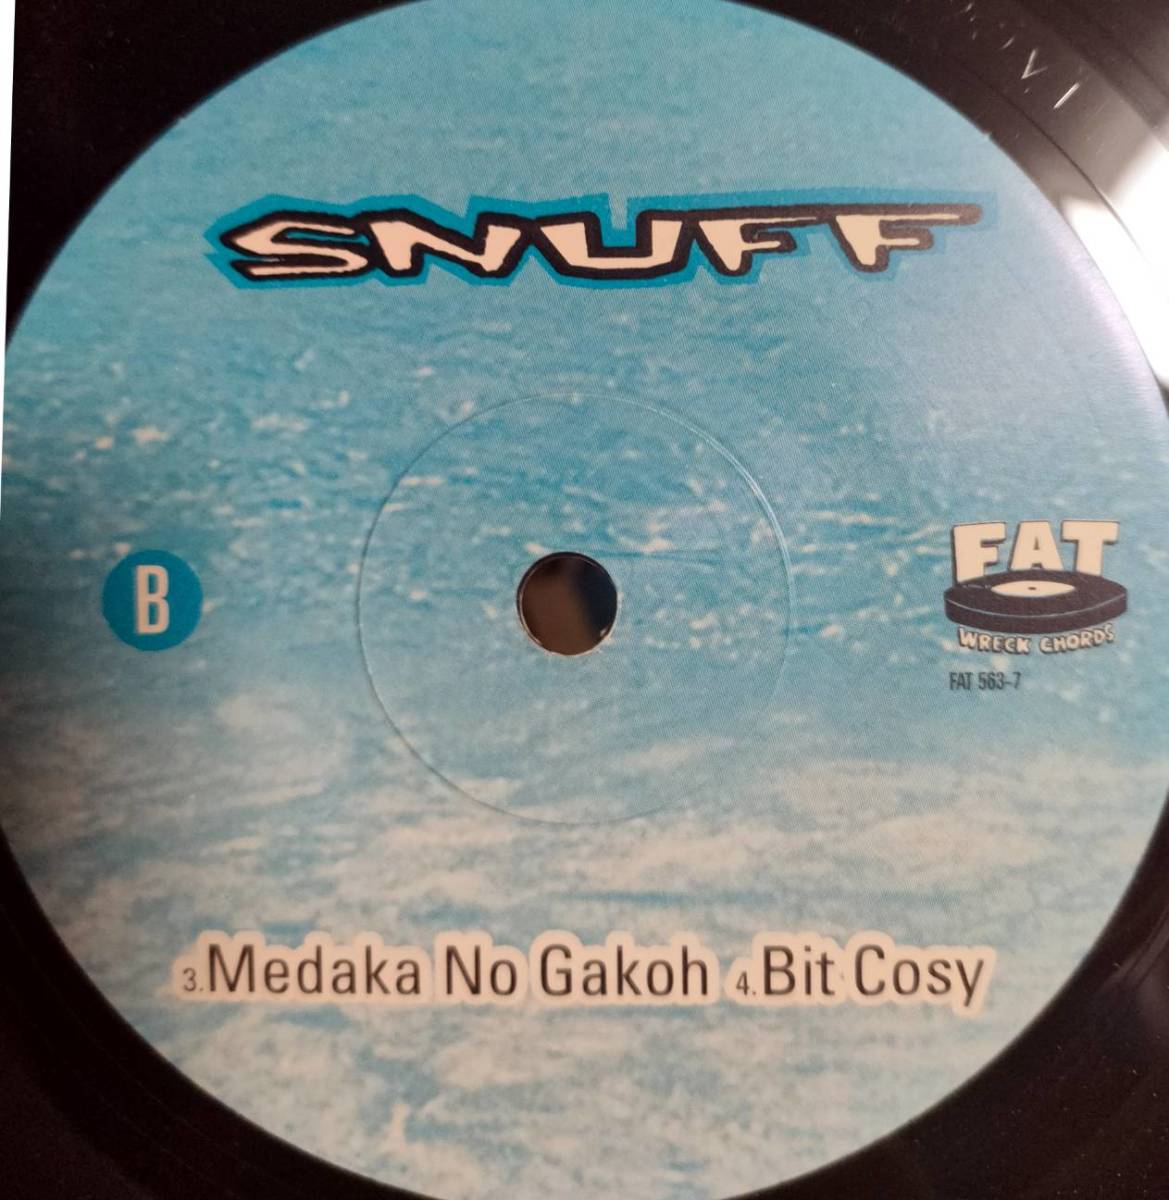 SNUFF
B
FAT
WRECK CHORDS
FAT 563-7
3.Medaka No Gakoh 4.Bit Cosy